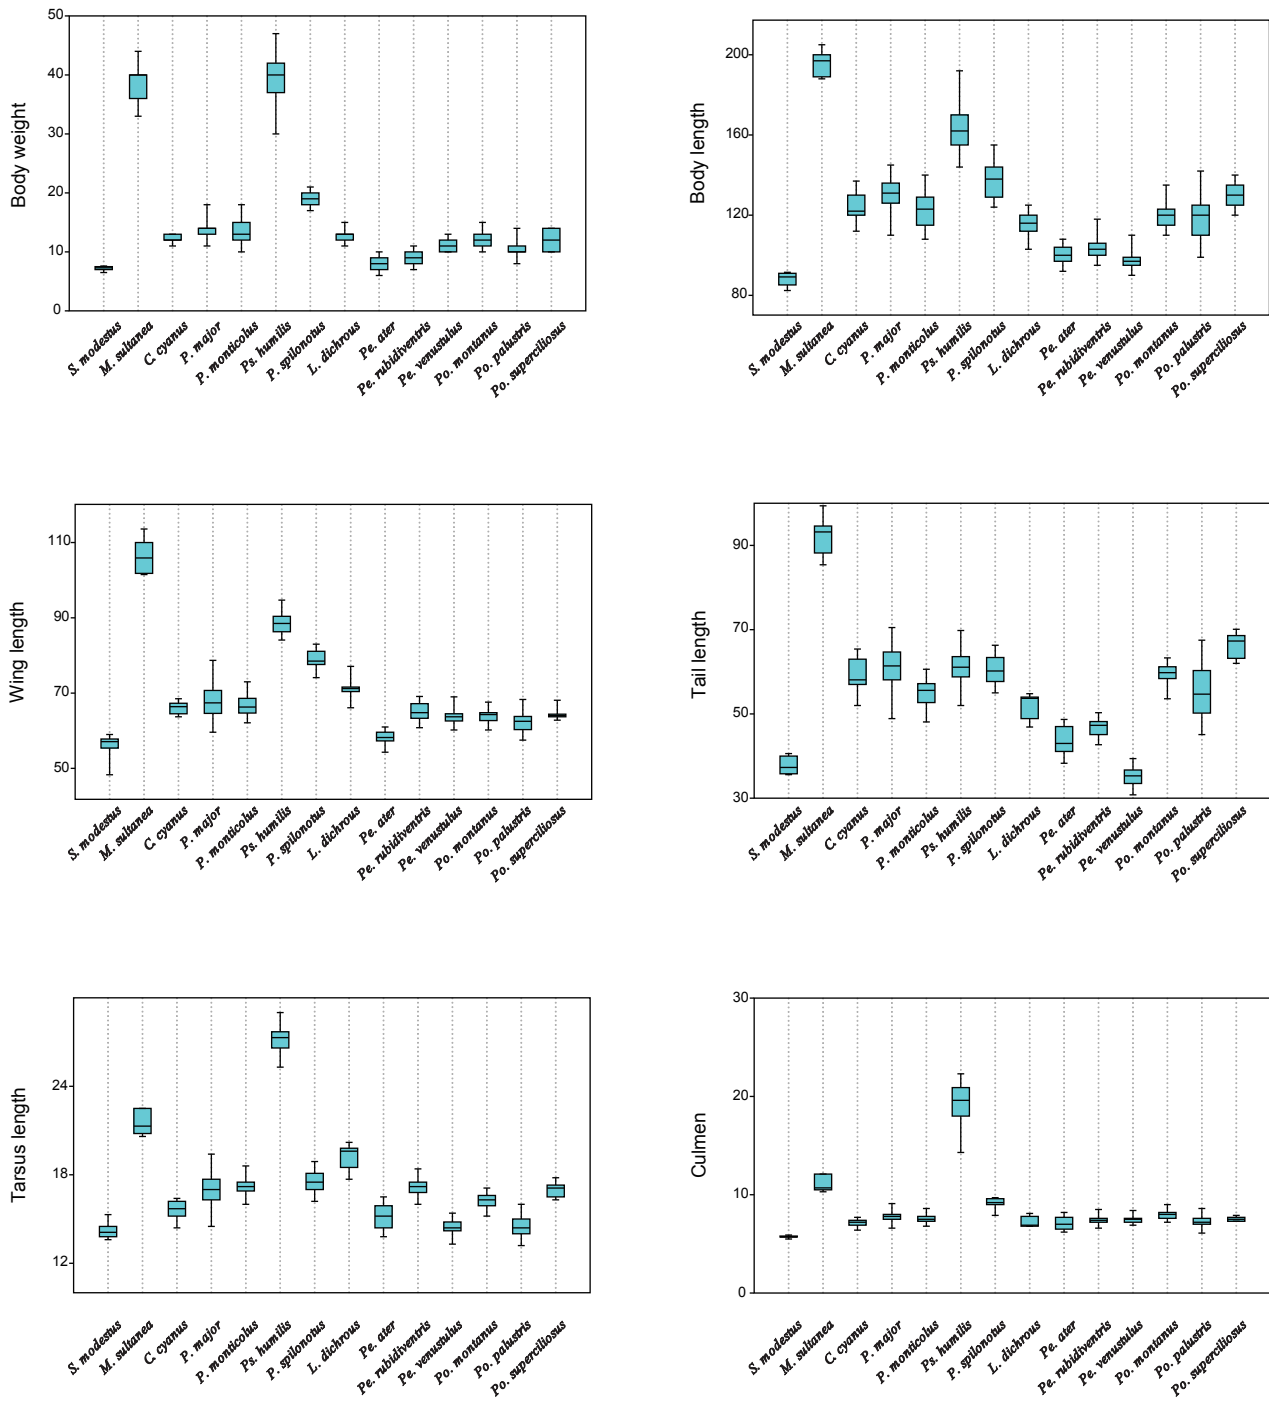 Body weight
50
40
30
20
10
0
S. modestus
M. sultanea
C. cyanus
P. major
P. monticolus
Ps. humilis
P. spilonotus
L. dichrous
Pe. ater
Pe. rubidiventris
Pe. venustulus
Po. montanus
Po. palustris
Po. superciliosus
Body length
200
160
120
80
S. modestus
M. sultanea
C. cyanus
P. major
P. monticolus
Ps. humilis
P. spilonotus
L. dichrous
Pe. ater
Pe. rubidiventris
Pe. venustulus
Po. montanus
Po. palustris
Po. superciliosus
Wing length
110
90
70
50
S. modestus
M. sultanea
C. cyanus
P. major
P. monticolus
Ps. humilis
P. spilonotus
L. dichrous
Pe. ater
Pe. rubidiventris
Pe. venustulus
Po. montanus
Po. palustris
Po. superciliosus
Tail length
90
70
50
30
S. modestus
M. sultanea
C. cyanus
P. major
P. monticolus
Ps. humilis
P. spilonotus
L. dichrous
Pe. ater
Pe. rubidiventris
Pe. venustulus
Po. montanus
Po. palustris
Po. superciliosus
Tarsus length
24
18
12
S. modestus
M. sultanea
C. cyanus
P. major
P. monticolus
Ps. humilis
P. spilonotus
L. dichrous
Pe. ater
Pe. rubidiventris
Pe. venustulus
Po. montanus
Po. palustris
Po. superciliosus
Culmen
30
20
10
0
S. modestus
M. sultanea
C. cyanus
P. major
P. monticolus
Ps. humilis
P. spilonotus
L. dichrous
Pe. ater
Pe. rubidiventris
Pe. venustulus
Po. montanus
Po. palustris
Po. superciliosus